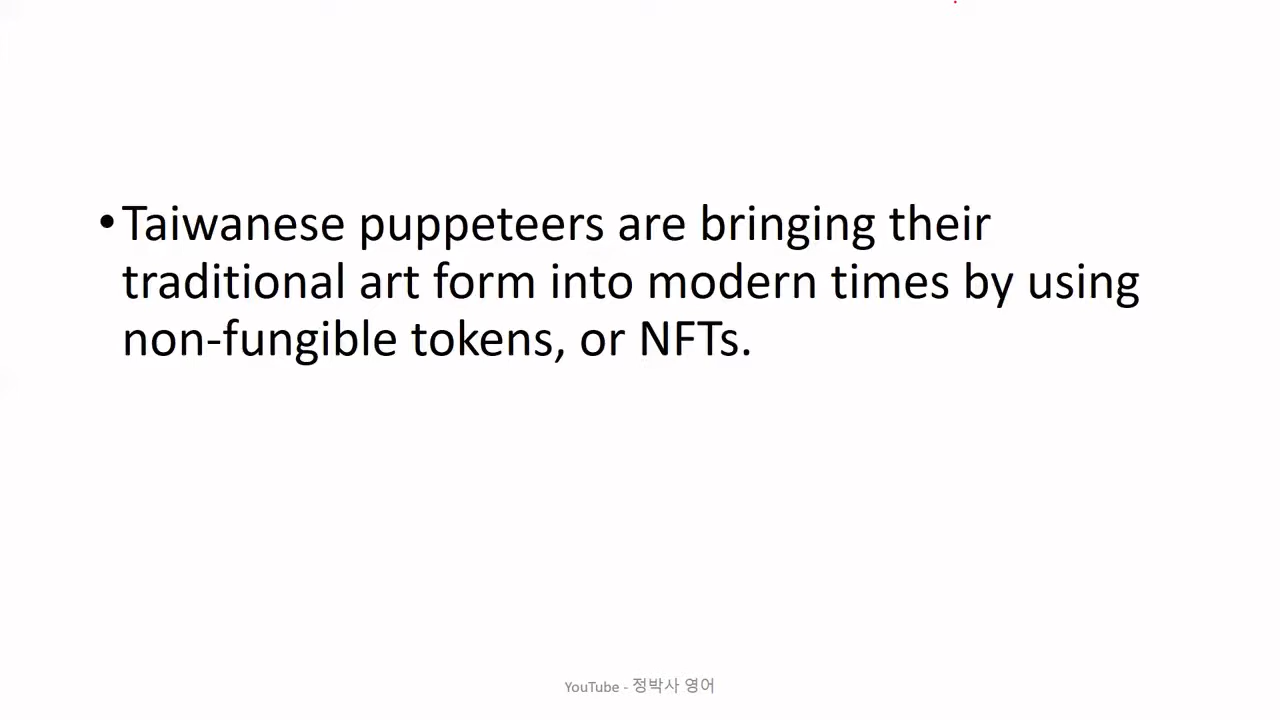 •Taiwanese puppeteers are bringing their
traditional art form into modern times by using
non-fungible tokens, or NFTs.
YouTube - 정박사 영어